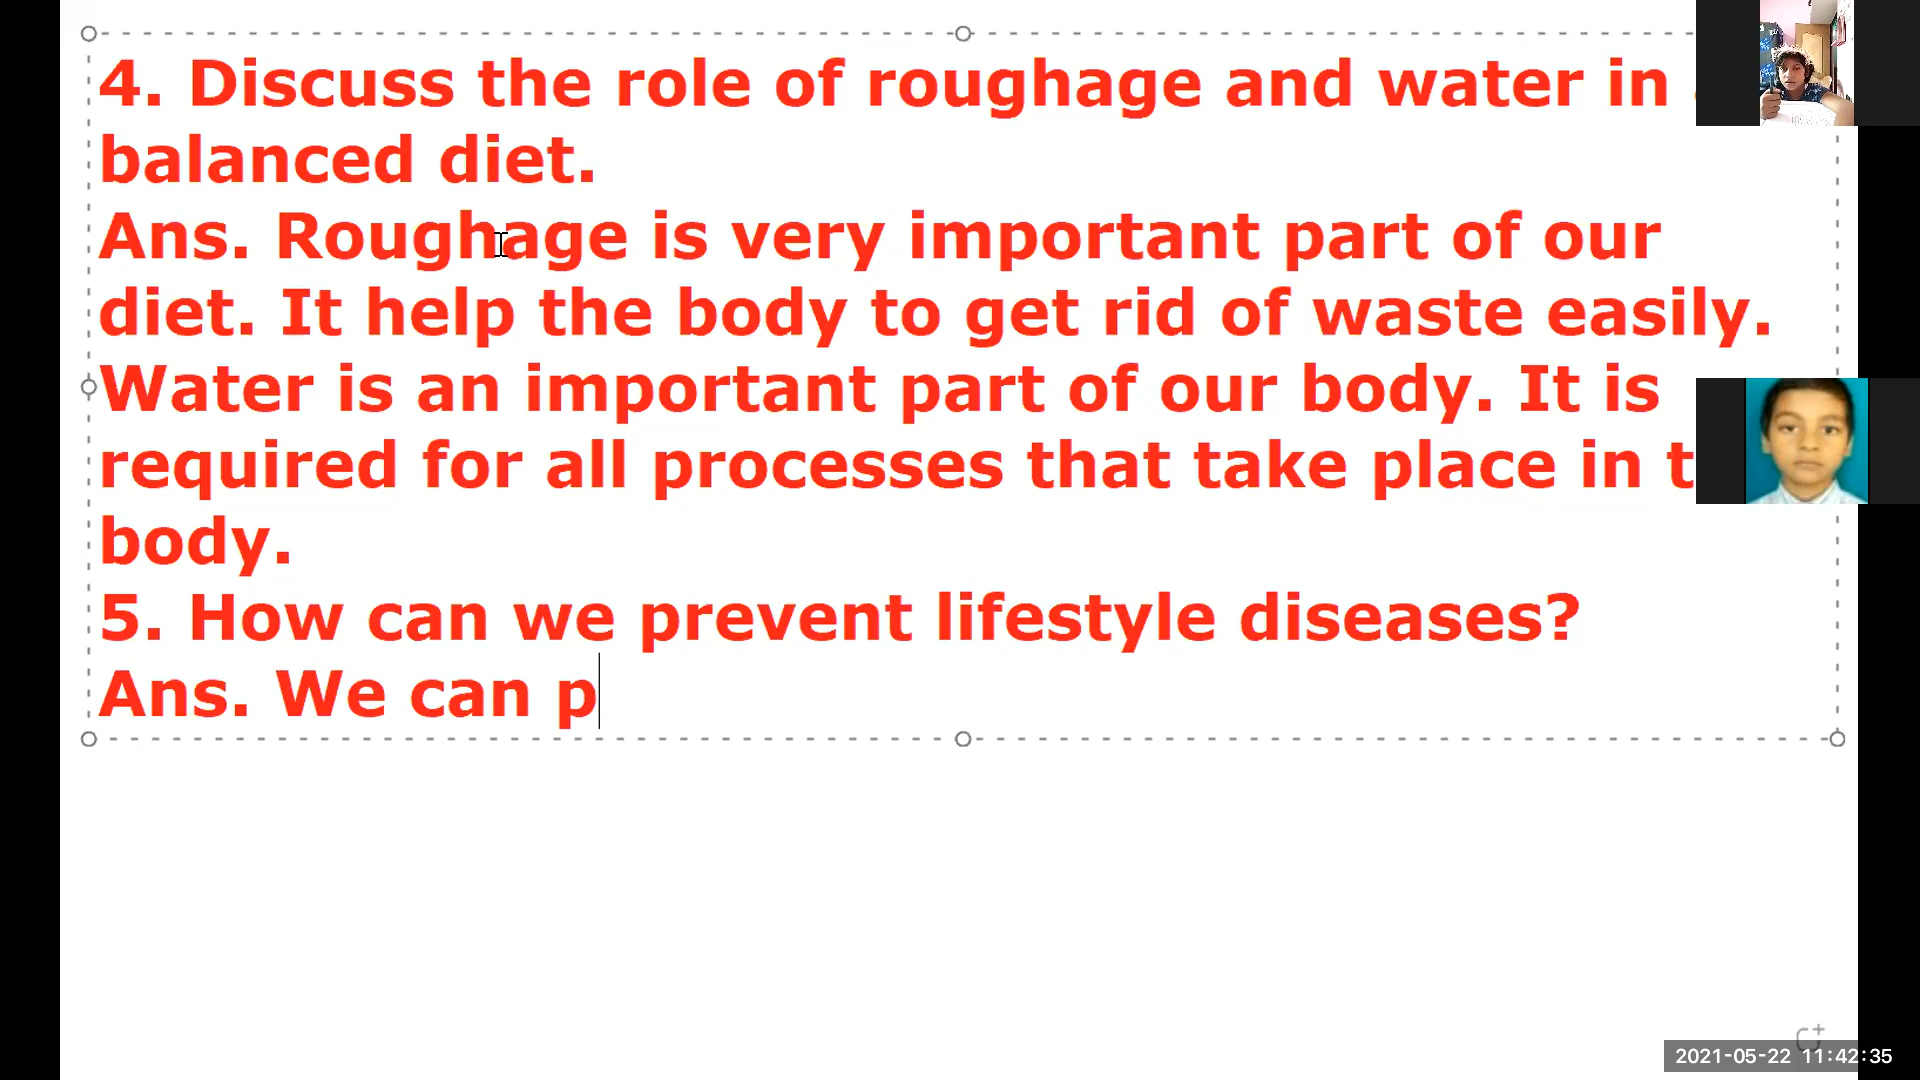 4. Discuss the role of roughage and water in
balanced diet.
Ans. Roughage is very important part of our
diet. It help the body to get rid of waste easily.
Water is an important part of our body. It is
required for all processes that take place in
body.
5. How can we prevent lifestyle diseases?
Ans. We can p
2021-05-22 11:42:35